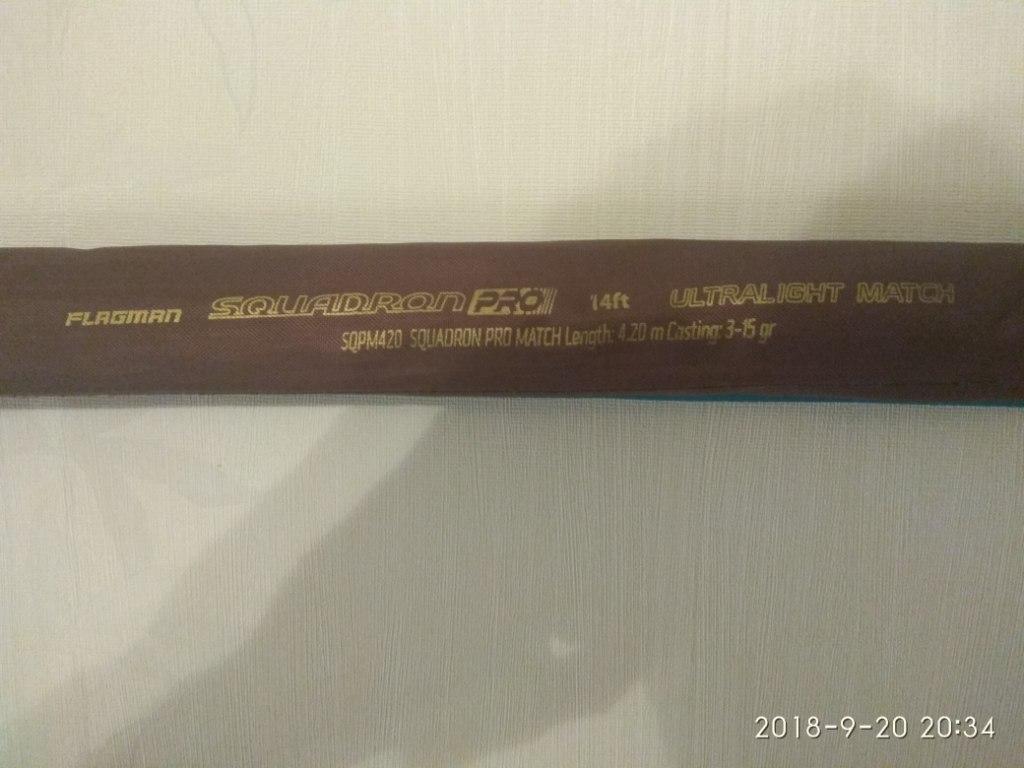 FLAGMAN SQUADRON PRO 14ft ULTRALIGHT MATCH
SQPM420 SQUADRON PRO MATCH Length: 4.20 m Casting: 3-15 gr
2018-9-20 20:34